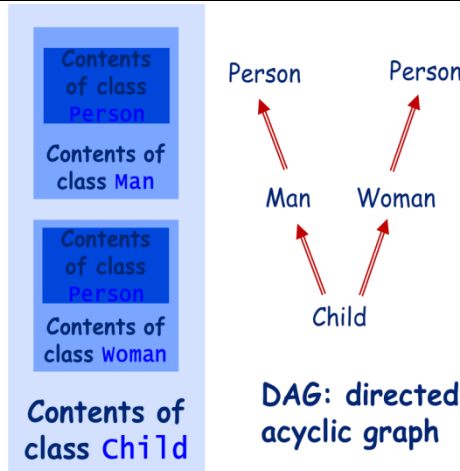 Contents
of class
Person
Contents of
class Man
Contents
of class
Person
Contents of
class Woman
Contents of
class Child
Person
Person
Man
Woman
Child
DAG: directed
acyclic graph